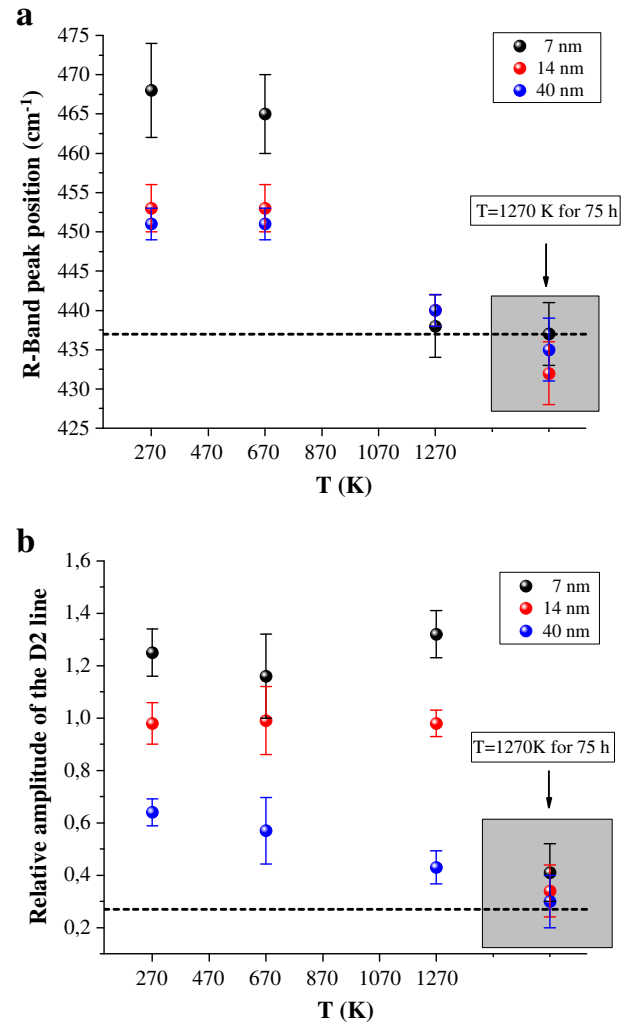 a
475
470
465
460
455
450
445
440
435
430
425
R-Band peak position (cm⁻¹)
7 nm
14 nm
40 nm
T=1270 K for 75 h
270 470 670 870 1070 1270
T (K)
b
1,6
1,4
1,2
1,0
0,8
0,6
0,4
0,2
Relative amplitude of the D2 line
7 nm
14 nm
40 nm
T=1270K for 75 h
270 470 670 870 1070 1270
T (K)